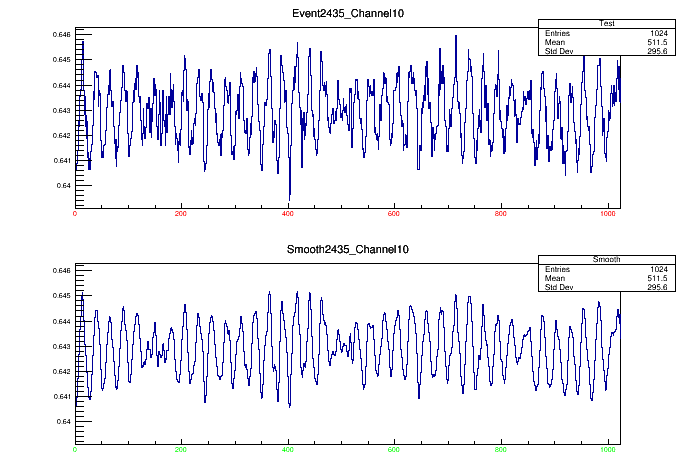 Event2435_Channel10
Test
Entries 1024
Mean 511.5
Std Dev 295.6
0.646
0.645
0.644
0.643
0.642
0.641
0.64
0 200 400 600 800 1000
Smooth2435_Channel10
Smooth
Entries 1024
Mean 511.5
Std Dev 295.6
0.646
0.645
0.644
0.643
0.642
0.641
0.64
0 200 400 600 800 1000